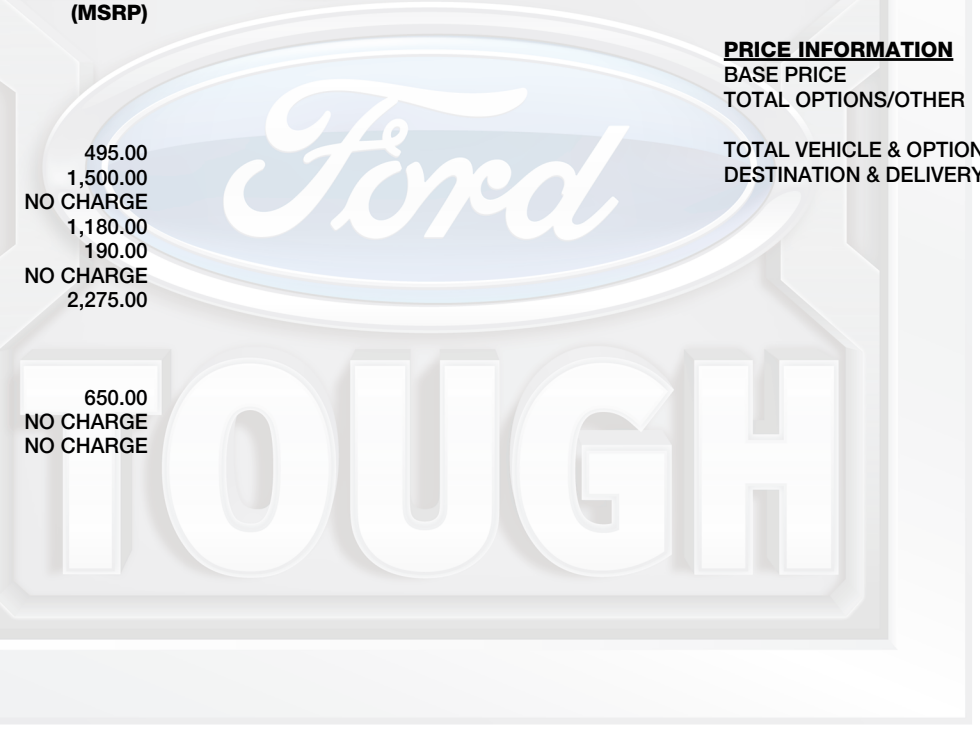 (MSRP)
495.00
1,500.00
NO CHARGE
1,180.00
190.00
NO CHARGE
2,275.00
650.00
NO CHARGE
NO CHARGE
Ford
TOUGH
PRICE INFORMATION
BASE PRICE
TOTAL OPTIONS/OTHER
TOTAL VEHICLE & OPTION
DESTINATION & DELIVERY